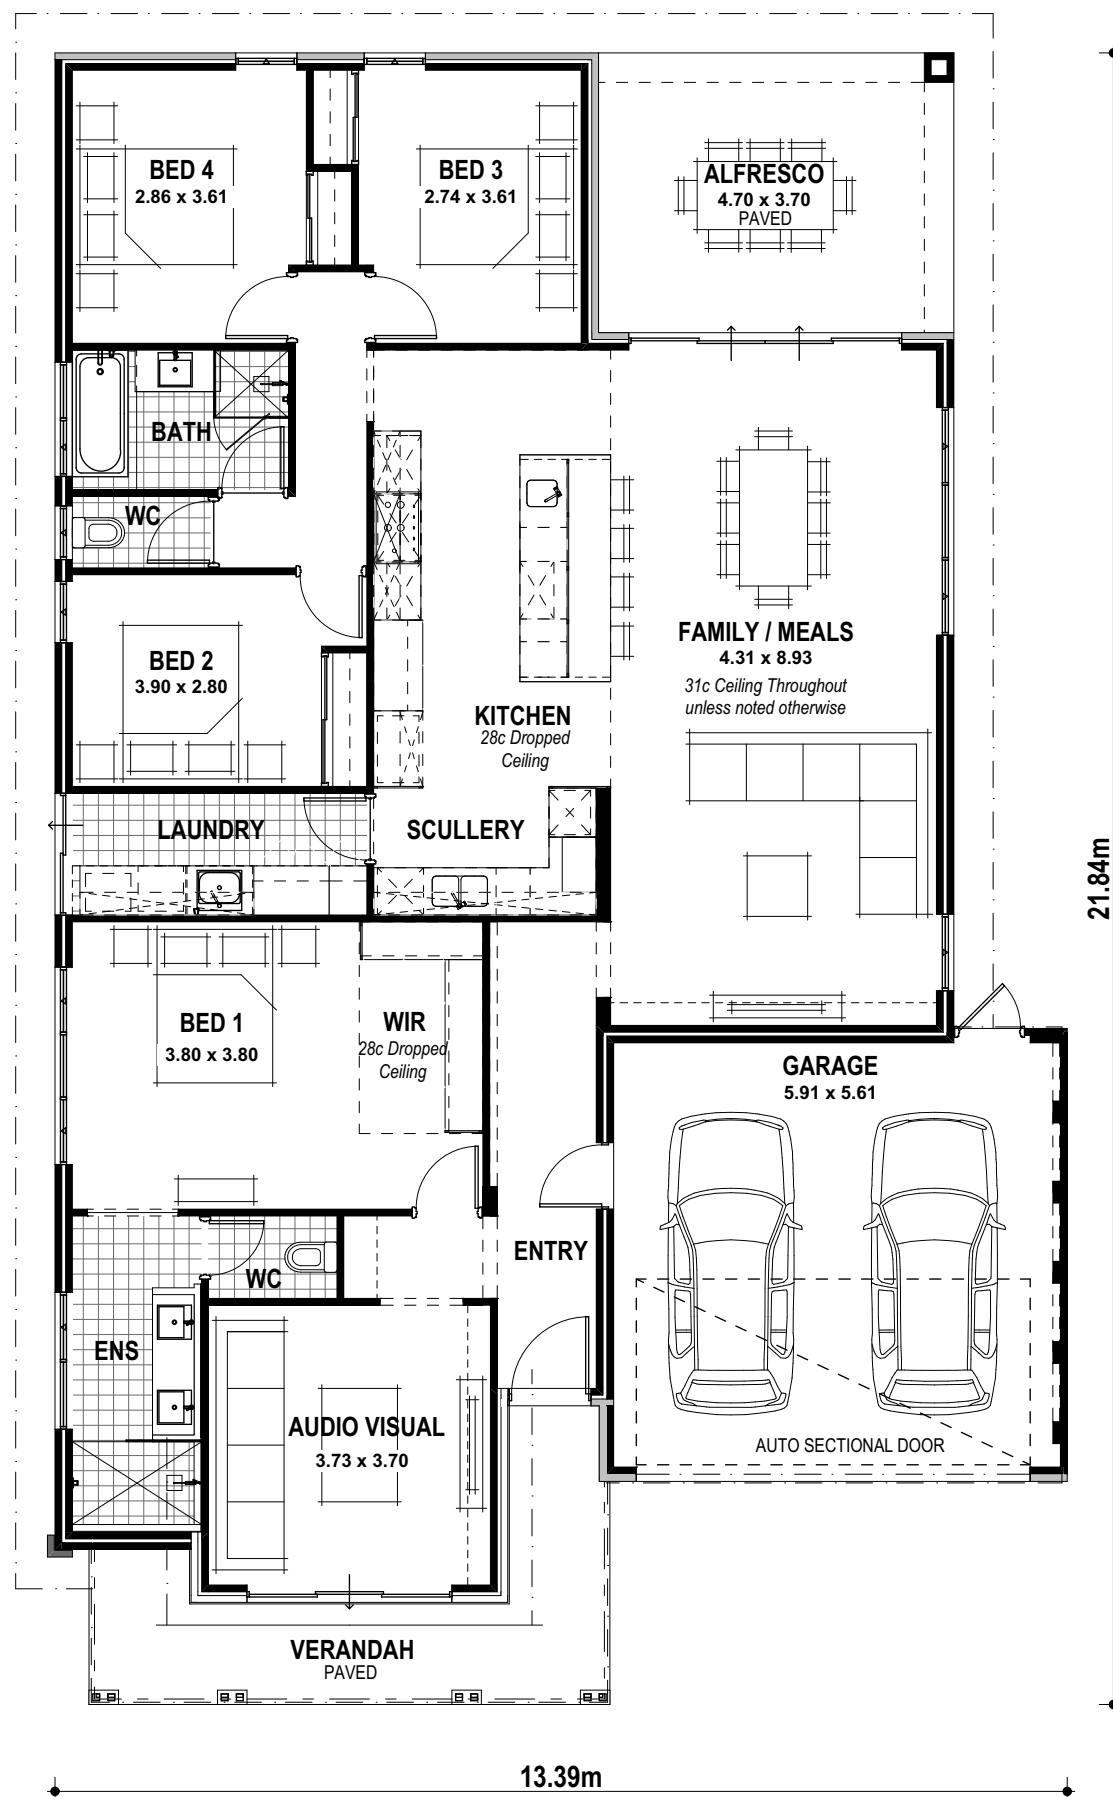 BED 4
2.86 x 3.61
BED 3
2.74 x 3.61
ALFRESCO
4.70 x 3.70
PAVED
BATH
WC
BED 2
3.90 x 2.80
FAMILY / MEALS
4.31 x 8.93
31c Ceiling Throughout
unless noted otherwise
KITCHEN
28c Dropped
Ceiling
LAUNDRY
SCULLERY
21.84m
BED 1
3.80 x 3.80
WIR
28c Dropped
Ceiling
GARAGE
5.91 x 5.61
ENTRY
WC
ENS
AUDIO VISUAL
3.73 x 3.70
AUTO SECTIONAL DOOR
VERANDAH
PAVED
13.39m